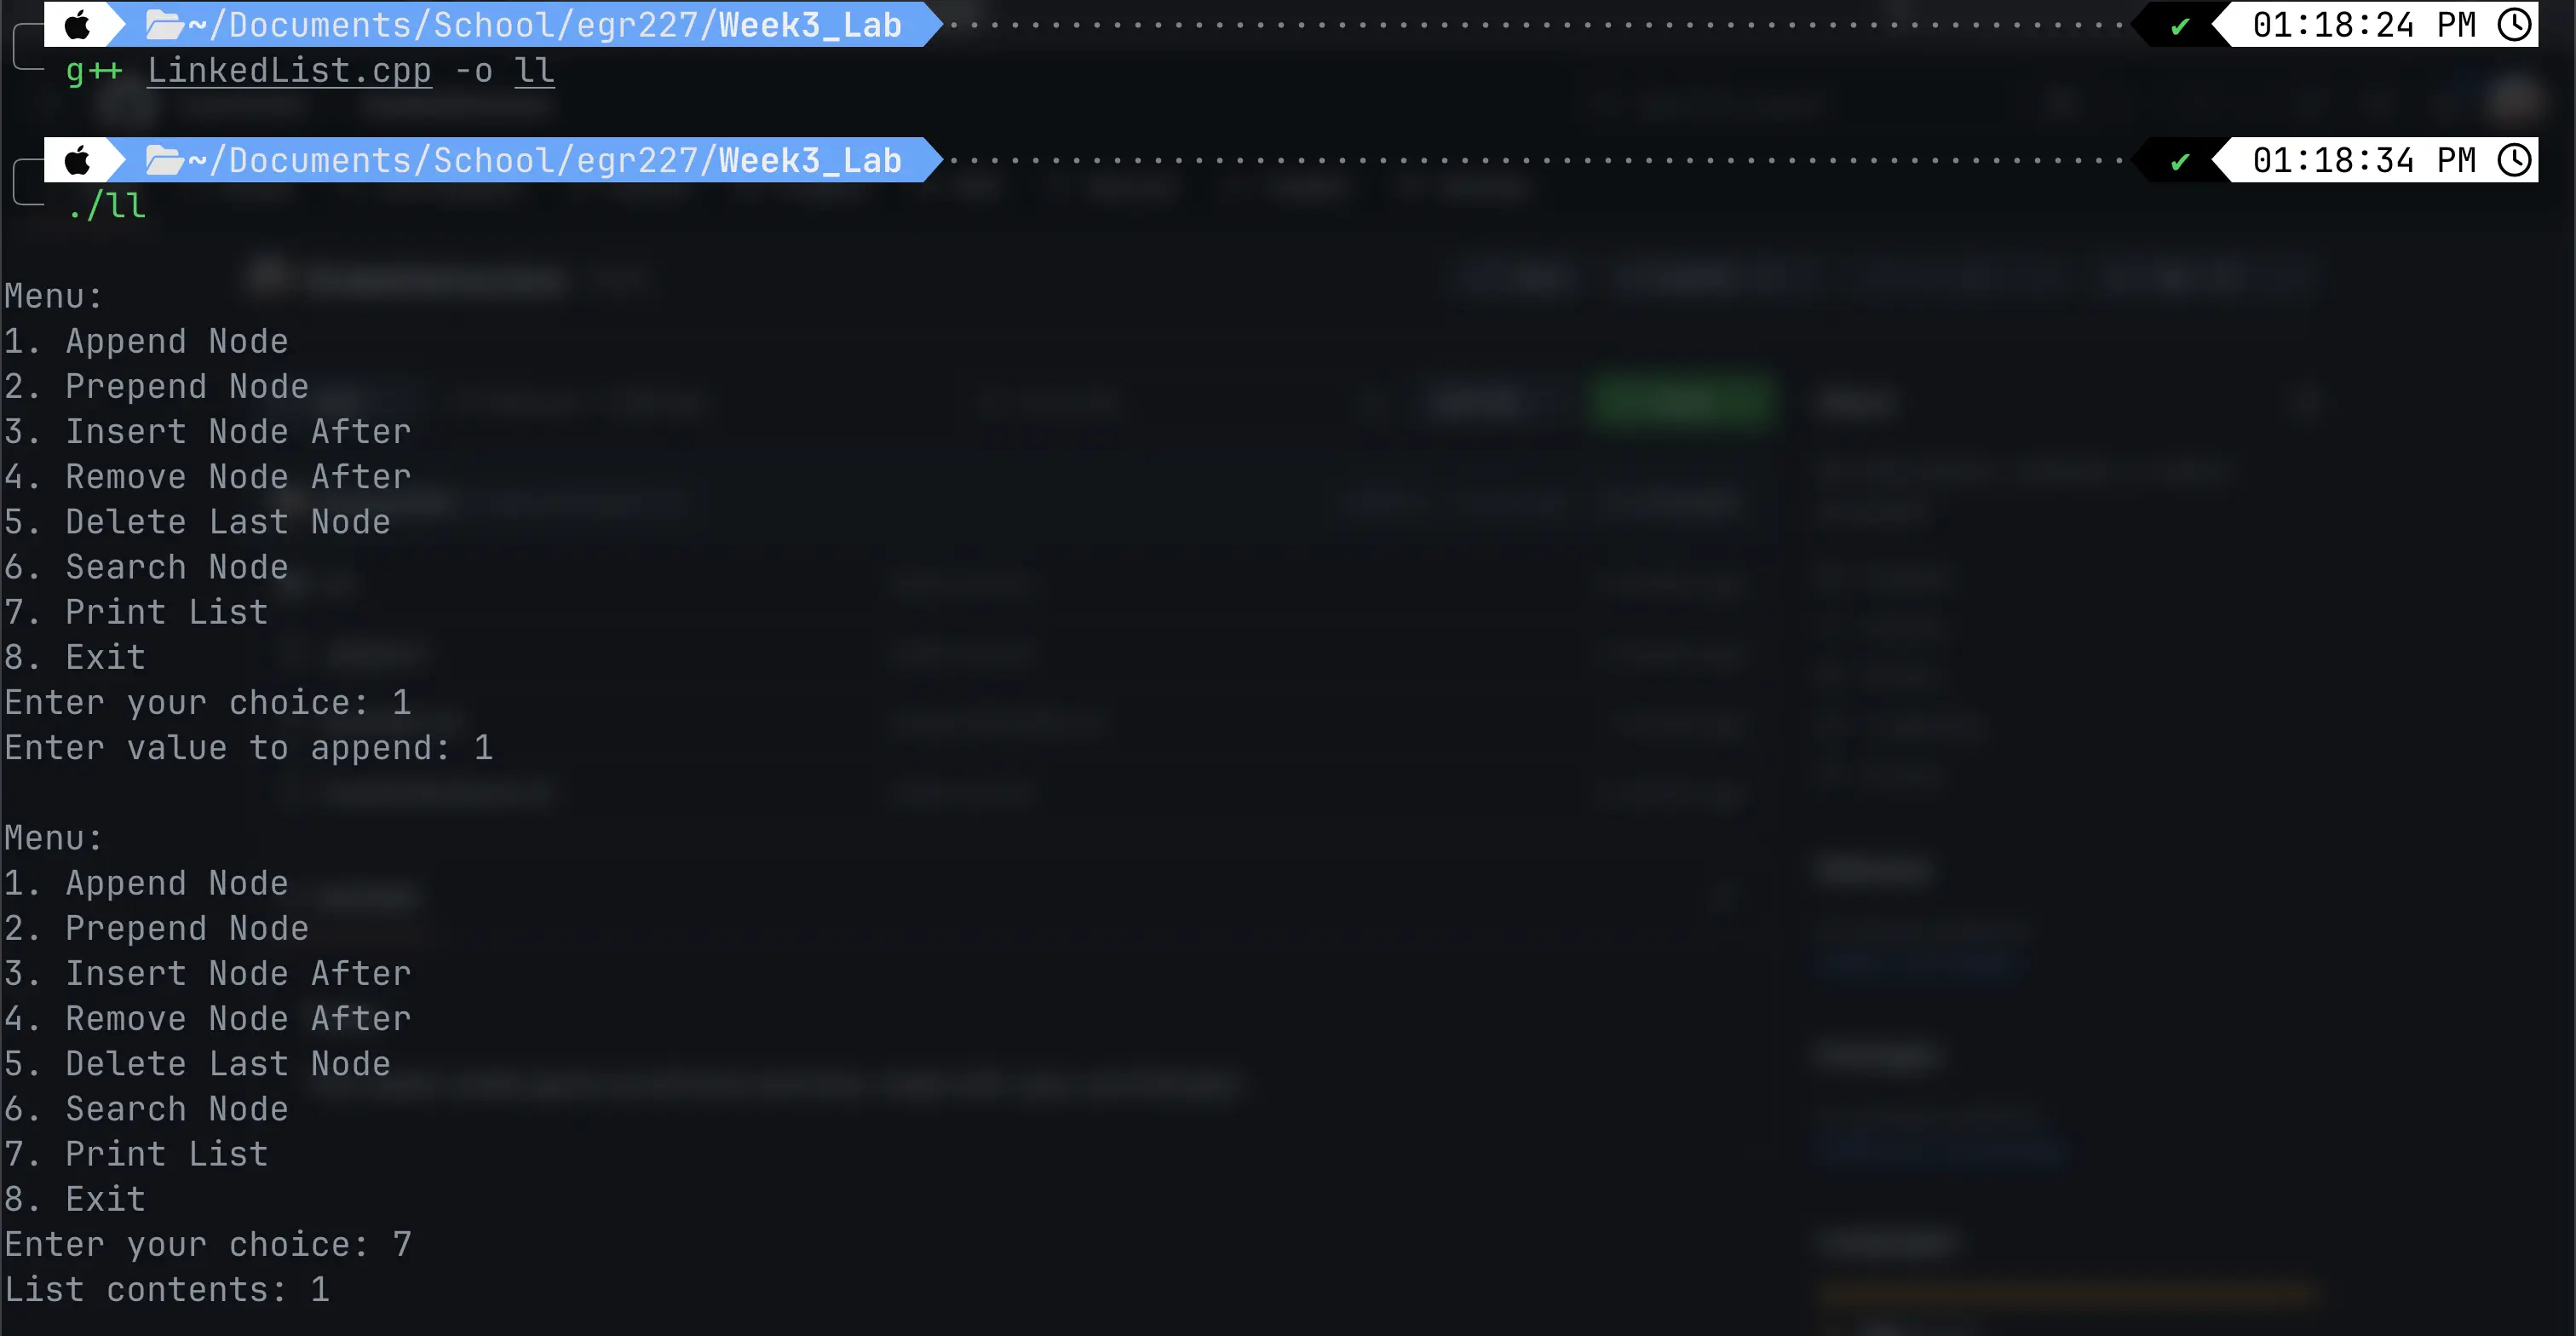 ~/Documents/School/egr227/Week3_Lab 01:18:24 PM
g++ LinkedList.cpp -o ll
~/Documents/School/egr227/Week3_Lab 01:18:34 PM
./ll
Menu:
1. Append Node
2. Prepend Node
3. Insert Node After
4. Remove Node After
5. Delete Last Node
6. Search Node
7. Print List
8. Exit
Enter your choice: 1
Enter value to append: 1
Menu:
1. Append Node
2. Prepend Node
3. Insert Node After
4. Remove Node After
5. Delete Last Node
6. Search Node
7. Print List
8. Exit
Enter your choice: 7
List contents: 1